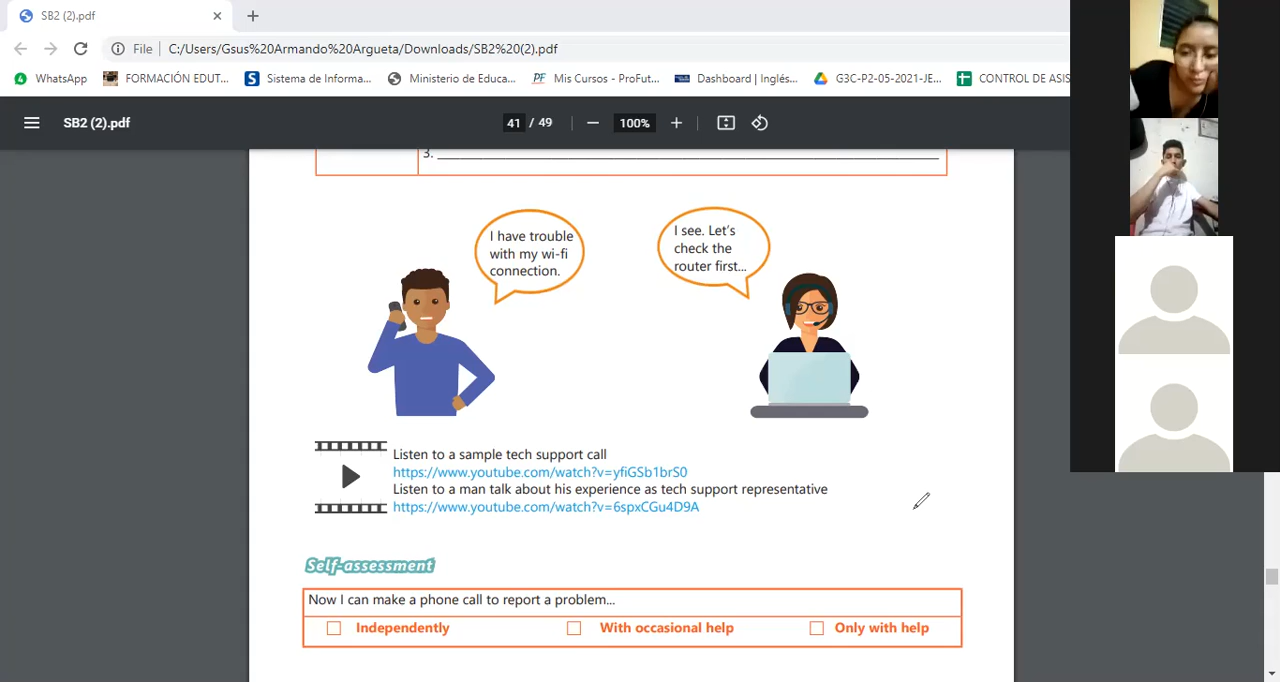 SB2 (2).pdf
File | C:/Users/Gsus%20Armando%20Argueta/Downloads/SB2%20(2).pdf
WhatsApp FORMACIÓN EDUT... Sistema de Informa... Ministerio de Educa... Mis Cursos - ProFut... Dashboard | Inglés... G3C-P2-05-2021-JE... CONTROL DE ASIS
SB2 (2).pdf 41 / 49 100%
3.
I have trouble
with my wi-fi
connection.
I see. Let's
check the
router first...
Listen to a sample tech support call
https://www.youtube.com/watch?v=yfiGSb1brS0
Listen to a man talk about his experience as tech support representative
https://www.youtube.com/watch?v=6spxCGu4D9A
Self-assessment
Now I can make a phone call to report a problem...
Independently With occasional help Only with help